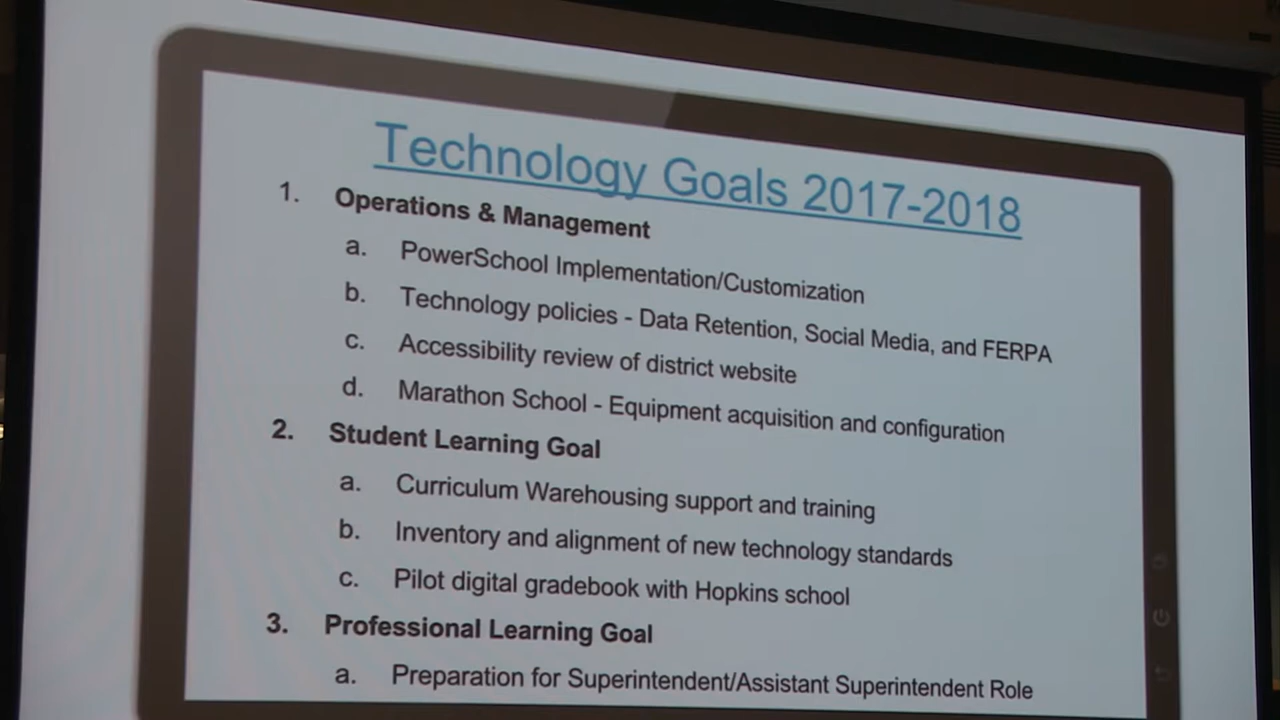 Technology Goals 2017-2018
1. Operations & Management
a. PowerSchool Implementation/Customization
b. Technology policies - Data Retention, Social Media, and FERPA
c. Accessibility review of district website
d. Marathon School - Equipment acquisition and configuration
2. Student Learning Goal
a. Curriculum Warehousing support and training
b. Inventory and alignment of new technology standards
c. Pilot digital gradebook with Hopkins school
3. Professional Learning Goal
a. Preparation for Superintendent/Assistant Superintendent Role